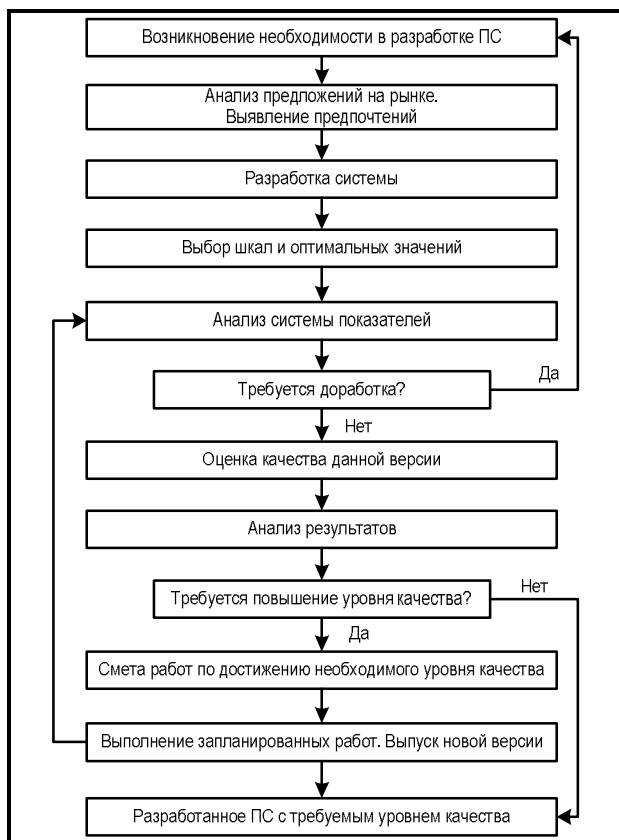 Возникновение необходимости в разработке ПС
Анализ предложений на рынке.
Выявление предпочтений
Разработка системы
Выбор шкал и оптимальных значений
Анализ системы показателей
Требуется доработка?
Да
Нет
Оценка качества данной версии
Анализ результатов
Требуется повышение уровня качества?
Нет
Да
Смета работ по достижению необходимого уровня качества
Выполнение запланированных работ. Выпуск новой версии
Разработанное ПС с требуемым уровнем качества